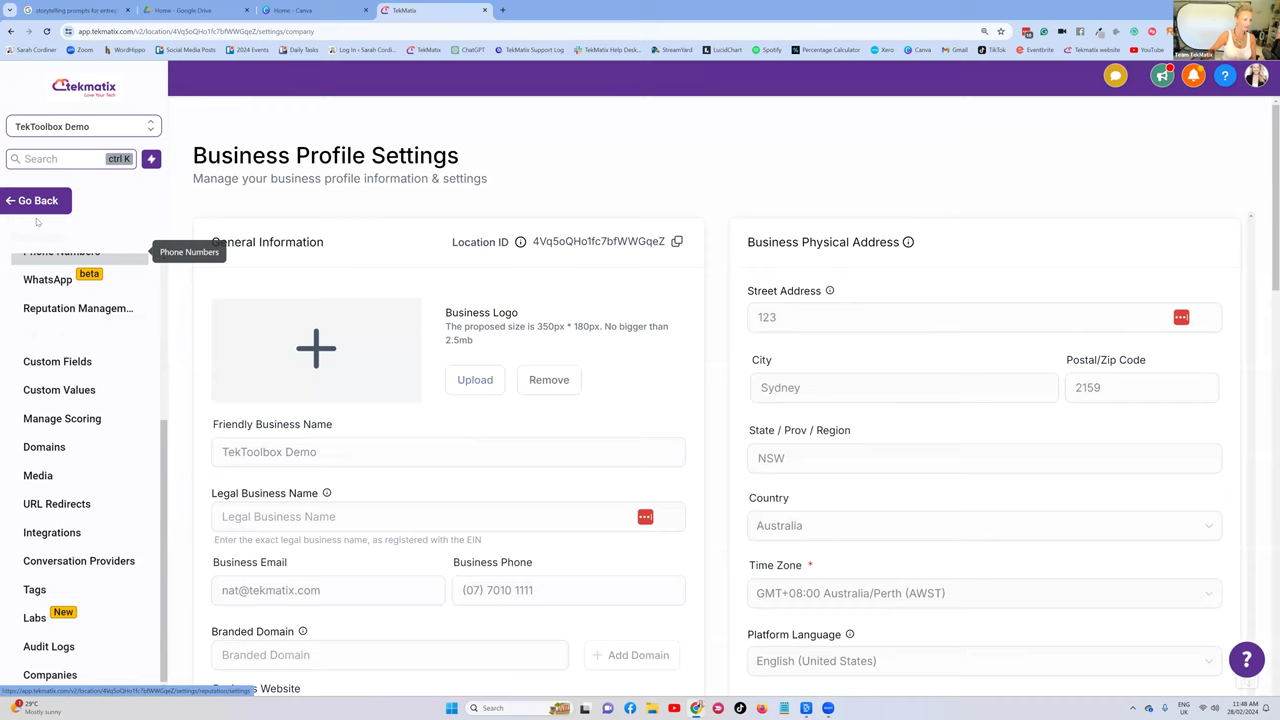 storytelling prompts for entrep
Home - Google Drive
Home - Canva
TekMatix
app.tekmatix.com/v2/location/4Vq5oQHo1fc7bfWWGqeZ/settings/company
Sarah Cordiner
Zoom
WordHippo
Social Media Posts
2024 Events
Daily Tasks
Log In ‹ Sarah Cordi...
TekMatix
ChatGPT
TekMatix Support Log
TekMatix Help Desk...
StreamYard
LucidChart
Spotify
Percentage Calculator
Xero
Canva
Gmail
TikTok
Eventbrite
Tekmatix website
YouTube
Team TekMatix
tekmatix
Love Your Tech
TekToolbox Demo
Search
ctrl K
Go Back
Phone Numbers
Phone Numbers
WhatsApp
beta
Reputation Managem...
Custom Fields
Custom Values
Manage Scoring
Domains
Media
URL Redirects
Integrations
Conversation Providers
Tags
Labs
New
Audit Logs
Companies
Business Profile Settings
Manage your business profile information & settings
General Information
Location ID
4Vq5oQHo1fc7bfWWGqeZ
Business Logo
The proposed size is 350px * 180px. No bigger than
2.5mb
Upload
Remove
Friendly Business Name
TekToolbox Demo
Legal Business Name
Legal Business Name
Enter the exact legal business name, as registered with the EIN
Business Email
Business Phone
nat@tekmatix.com
(07) 7010 1111
Branded Domain
Branded Domain
Add Domain
Business Website
Business Physical Address
Street Address
123
City
Postal/Zip Code
Sydney
2159
State / Prov / Region
NSW
Country
Australia
Time Zone *
GMT+08:00 Australia/Perth (AWST)
Platform Language
English (United States)
https://app.tekmatix.com/v2/location/4Vq5oQHo1fc7bfWWGqeZ/settings/reputation/settings
29°C
Mostly sunny
Search
ENG
UK
11:48 AM
28/02/2024